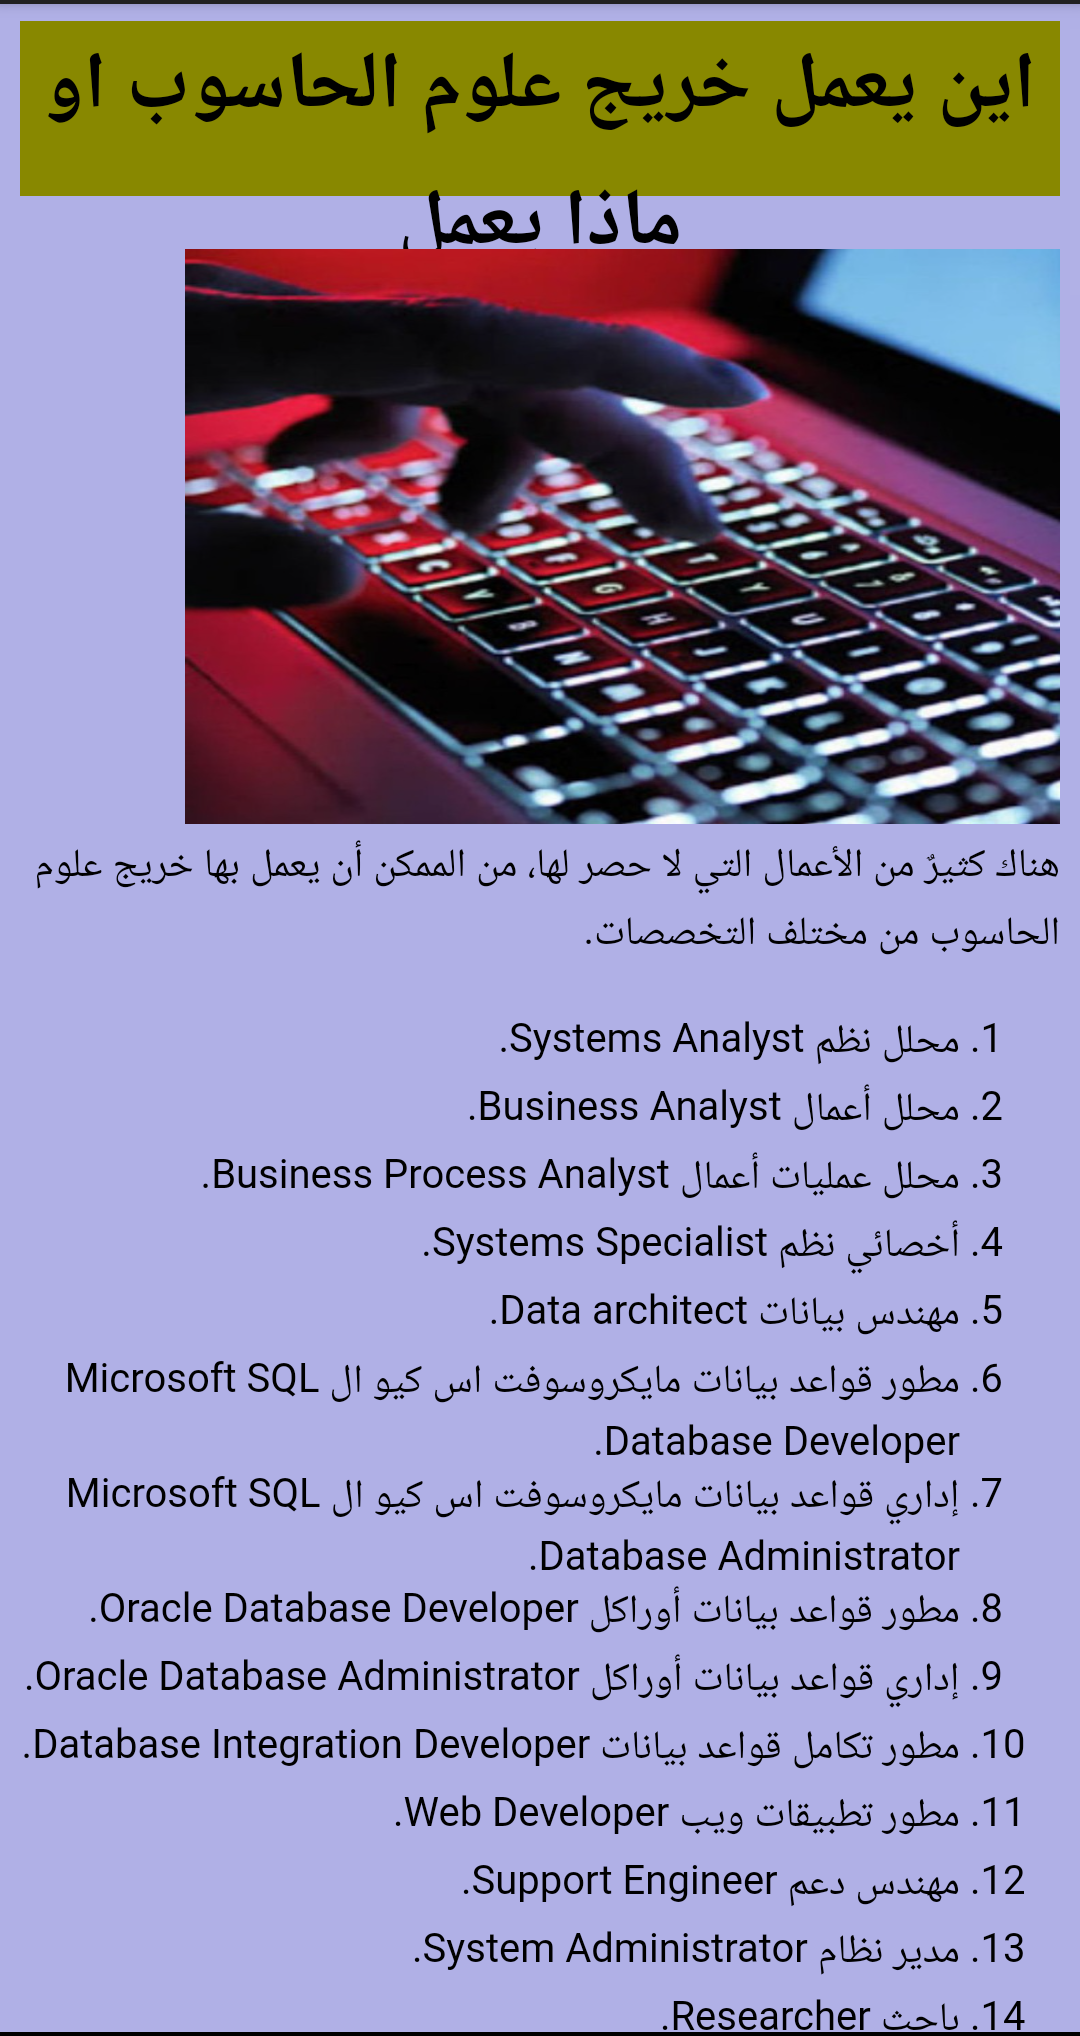 اين يعمل خريج علوم الحاسوب او
ماذا يعمل
هناك كثيرٌ من الأعمال التي لا حصر لها، من الممكن أن يعمل بها خريج علوم
الحاسوب من مختلف التخصصات.
1. محلل نظم Systems Analyst.
2. محلل أعمال Business Analyst.
3. محلل عمليات أعمال Business Process Analyst.
4. أخصائي نظم Systems Specialist.
5. مهندس بيانات Data architect.
6. مطور قواعد بيانات مايكروسوفت اس كيو ال Microsoft SQL
Database Developer.
7. إداري قواعد بيانات مايكروسوفت اس كيو ال Microsoft SQL
Database Administrator.
8. مطور قواعد بيانات أوراكل Oracle Database Developer.
9. إداري قواعد بيانات أوراكل Oracle Database Administrator.
10. مطور تكامل قواعد بيانات Database Integration Developer.
11. مطور تطبيقات ويب Web Developer.
12. مهندس دعم Support Engineer.
13. مدير نظام System Administrator.
14. باحث Researcher.